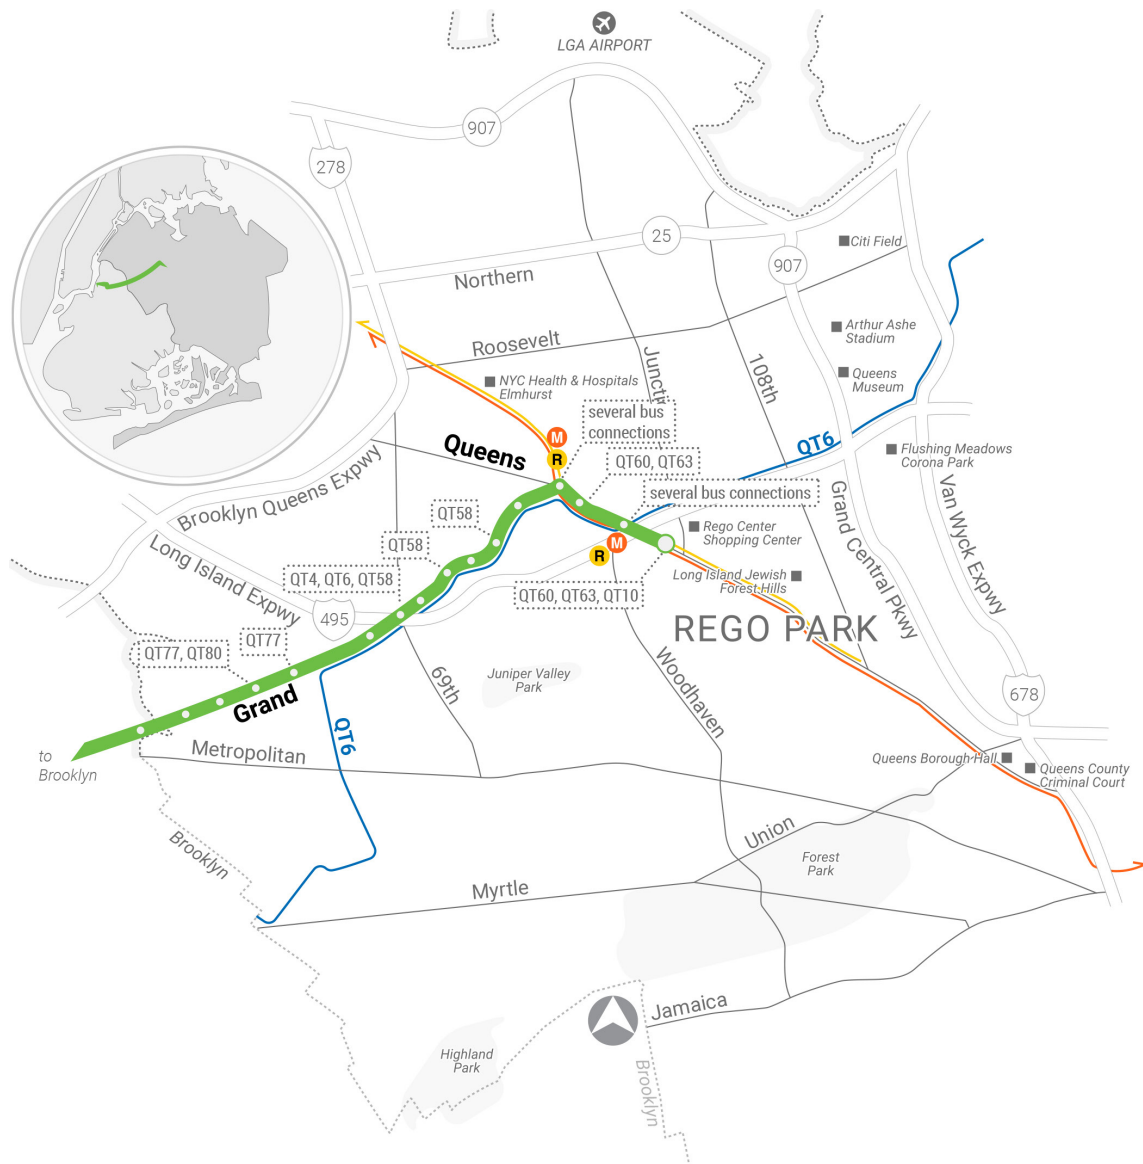 LGA AIRPORT
907
278
25
Citi Field
907
Northern
Arthur Ashe
Stadium
Roosevelt
108th
Queens
Museum
NYC Health & Hospitals
Elmhurst
several bus
connections
M
R
Queens
QT6
Flushing Meadows
Corona Park
QT60, QT63
Brooklyn Queens Expwy
several bus connections
QT58
Rego Center
Shopping Center
Grand Central Pkwy
Van Wyck Expwy
Long Island Expwy
QT58
M
R
QT4, QT6, QT58
Long Island Jewish
Forest Hills
QT60, QT63, QT10
495
REGO PARK
QT77
QT77, QT80
69th
Juniper Valley
Park
Woodhaven
678
Grand
QT6
to
Brooklyn
Metropolitan
Queens Borough Hall
Queens County
Criminal Court
Brooklyn
Union
Forest
Park
Myrtle
Jamaica
Highland
Park
Brooklyn